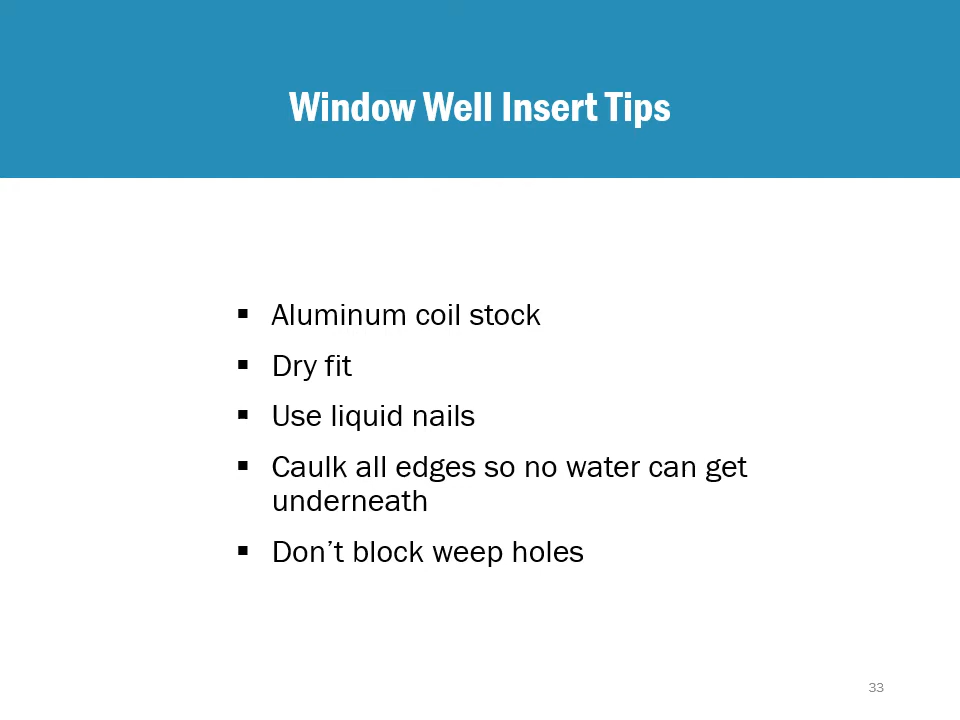 Window Well Insert Tips
▪ Aluminum coil stock
▪ Dry fit
▪ Use liquid nails
▪ Caulk all edges so no water can get
underneath
▪ Don’t block weep holes
33